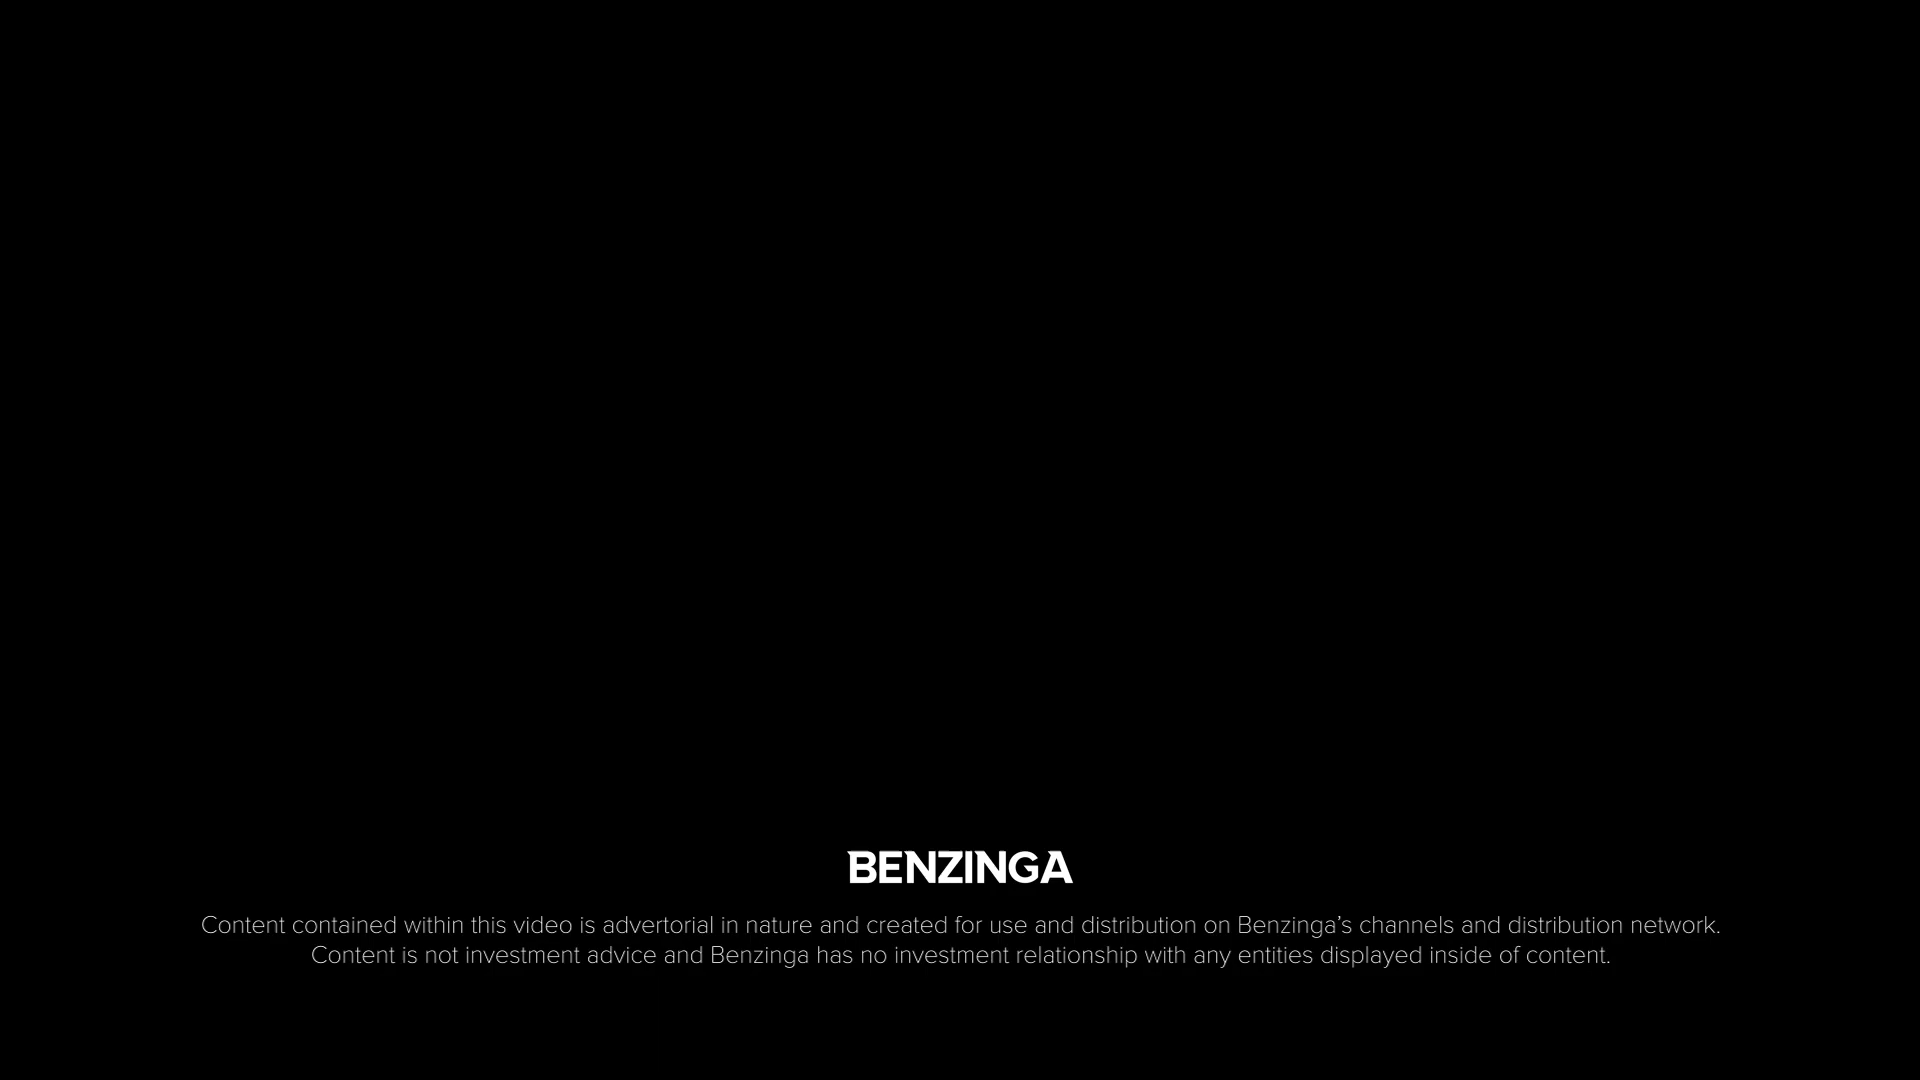 BENZINGA
Content contained within this video is advertorial in nature and created for use and distribution on Benzinga’s channels and distribution network.
Content is not investment advice and Benzinga has no investment relationship with any entities displayed inside of content.